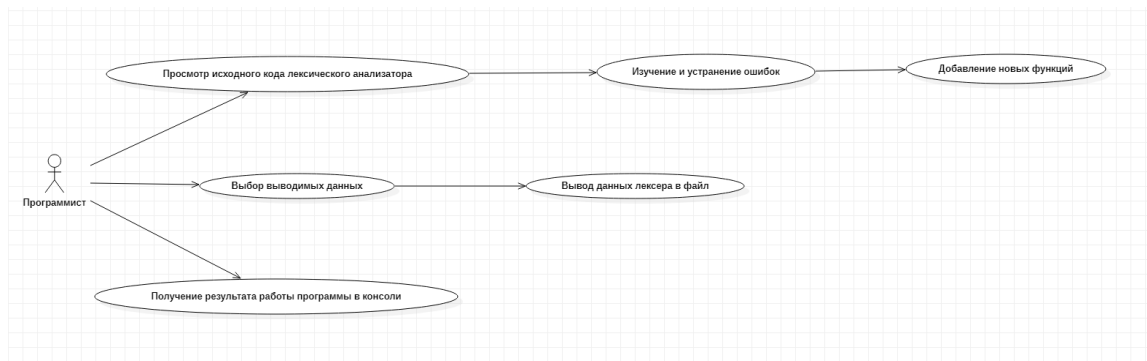 Просмотр исходного кода лексического анализатора
Изучение и устранение ошибок
Добавление новых функций
Программист
Выбор выводимых данных
Вывод данных лексера в файл
Получение результата работы программы в консоли